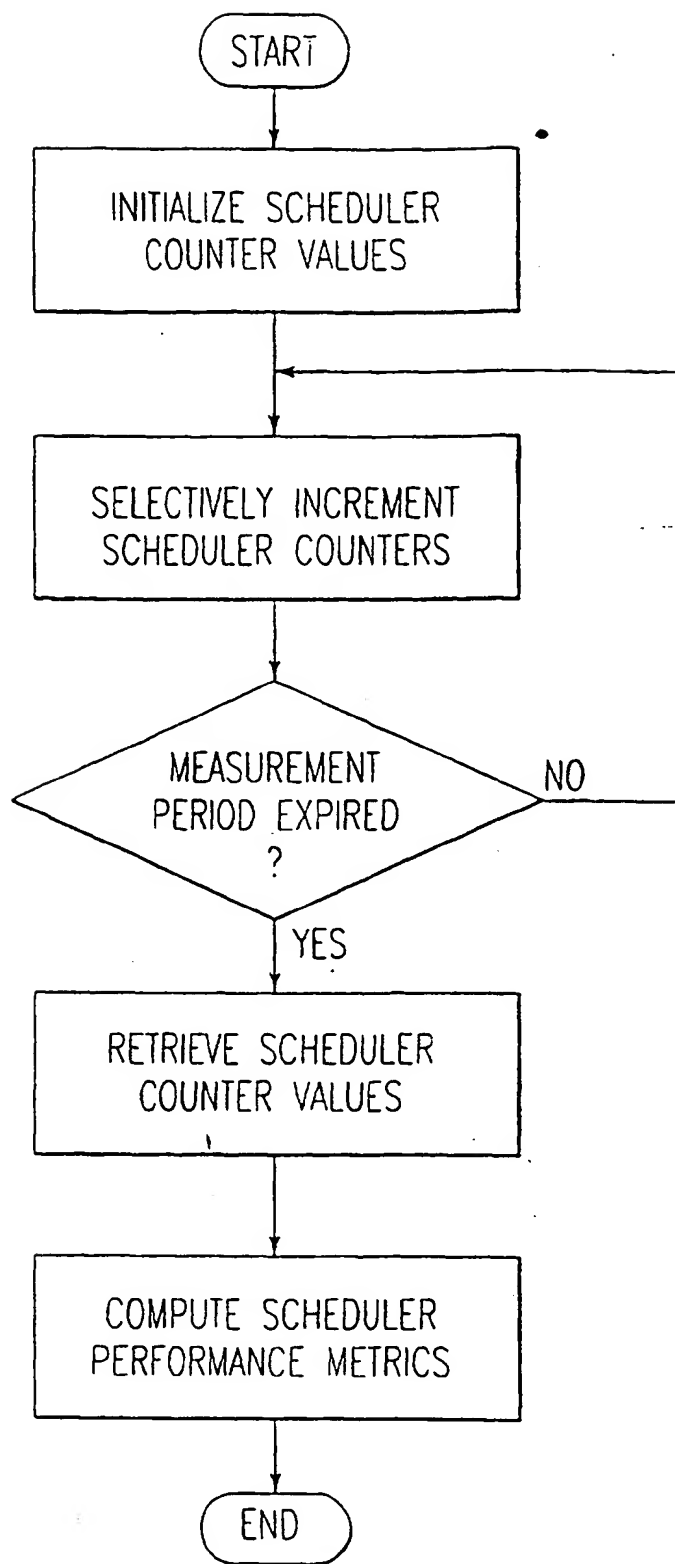 START
INITIALIZE SCHEDULER
COUNTER VALUES
SELECTIVELY INCREMENT
SCHEDULER COUNTERS
MEASUREMENT
PERIOD EXPIRED
?
NO
YES
RETRIEVE SCHEDULER
COUNTER VALUES
COMPUTE SCHEDULER
PERFORMANCE METRICS
END